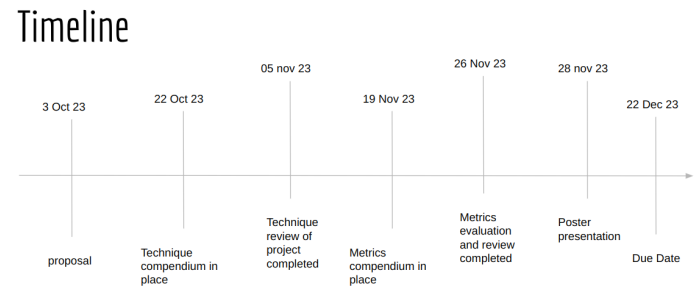 Timeline
3 Oct 23
22 Oct 23
05 nov 23
19 Nov 23
26 Nov 23
28 nov 23
22 Dec 23
proposal
Technique
compendium in
place
Technique
review of
project
completed
Metrics
compendium in
place
Metrics
evaluation
and review
completed
Poster
presentation
Due Date